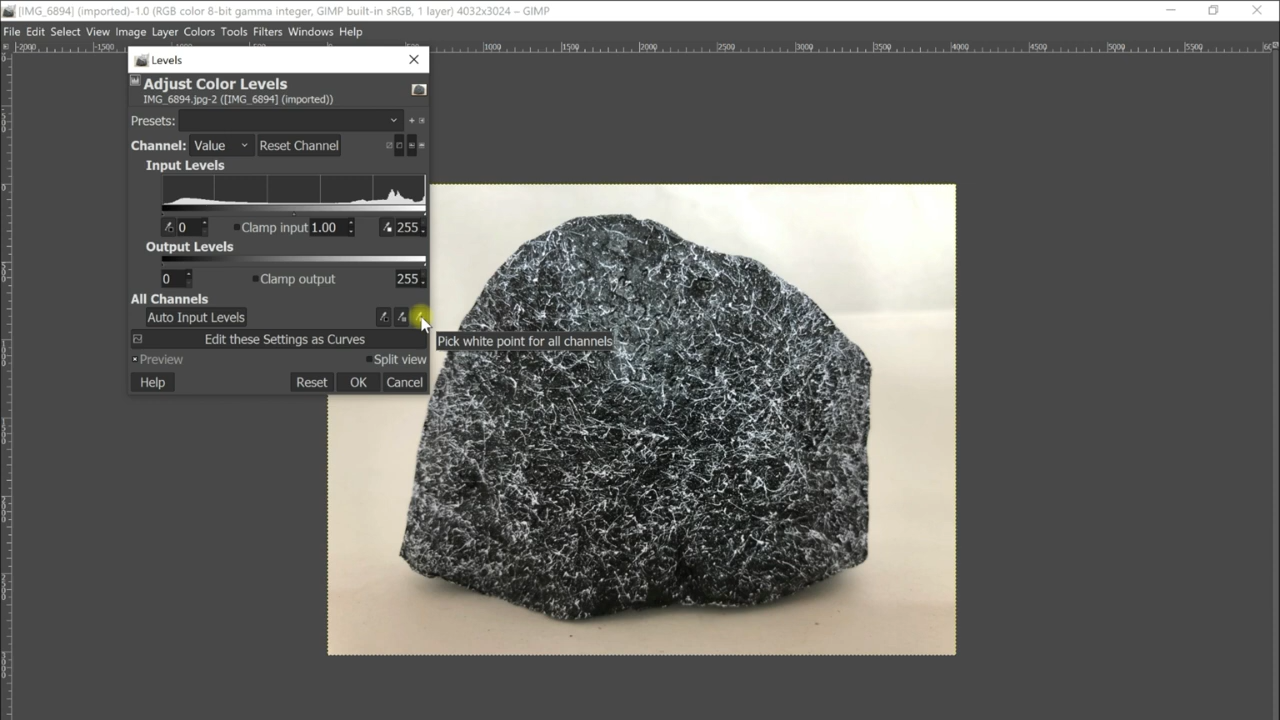 [IMG_6894] (imported)-1.0 (RGB color 8-bit gamma integer, GIMP built-in sRGB, 1 layer) 4032x3024 – GIMP
File Edit Select View Image Layer Colors Tools Filters Windows Help
-2000 -1500 500 1000 1500 2000 2500 3000 3500 4000 4500 5000 5500
Levels
Adjust Color Levels
IMG_6894.jpg-2 ([IMG_6894] (imported))
Presets:
Channel: Value Reset Channel
Input Levels
0 Clamp input 1.00 255
Output Levels
0 Clamp output 255
All Channels
Auto Input Levels
Edit these Settings as Curves
Pick white point for all channels
Preview Split view
Help Reset OK Cancel